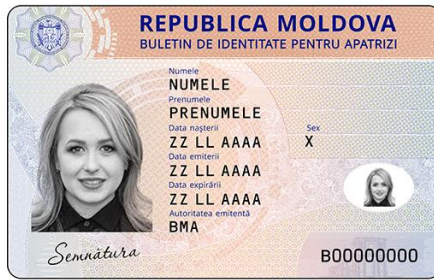 REPUBLICA MOLDOVA
BULETIN DE IDENTITATE PENTRU APATRIZI
Numele
NUMELE
Prenumele
PRENUMELE
Data nașterii Sex
ZZ LL AAAA X
Data emiterii
ZZ LL AAAA
Data expirării
ZZ LL AAAA
Autoritatea emitentă
BMA
Semnătura
B00000000